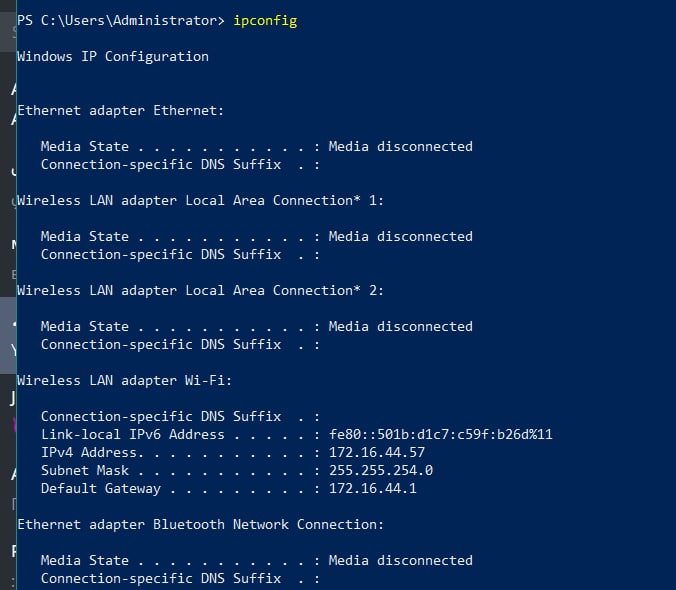 PS C:\Users\Administrator> ipconfig
Windows IP Configuration
Ethernet adapter Ethernet:
Media State . . . . . . . . . . . : Media disconnected
Connection-specific DNS Suffix  . :
Wireless LAN adapter Local Area Connection* 1:
Media State . . . . . . . . . . . : Media disconnected
Connection-specific DNS Suffix  . :
Wireless LAN adapter Local Area Connection* 2:
Media State . . . . . . . . . . . : Media disconnected
Connection-specific DNS Suffix  . :
Wireless LAN adapter Wi-Fi:
Connection-specific DNS Suffix  . :
Link-local IPv6 Address . . . . . : fe80::501b:d1c7:c59f:b26d%11
IPv4 Address. . . . . . . . . . . : 172.16.44.57
Subnet Mask . . . . . . . . . . . : 255.255.254.0
Default Gateway . . . . . . . . . : 172.16.44.1
Ethernet adapter Bluetooth Network Connection:
Media State . . . . . . . . . . . : Media disconnected
Connection-specific DNS Suffix  . :